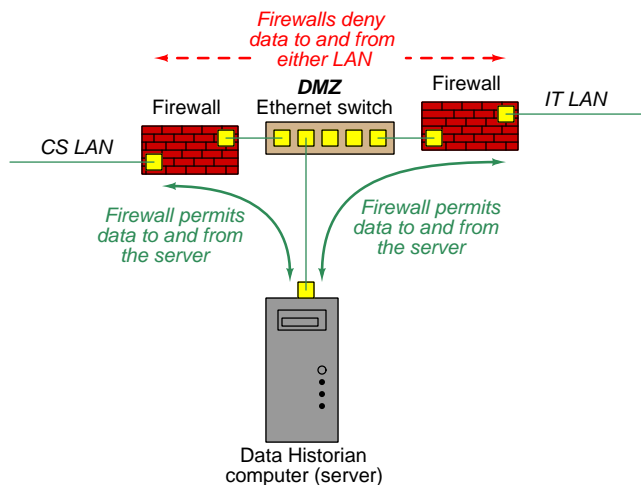 Firewalls deny
data to and from
either LAN
DMZ
Ethernet switch
Firewall
Firewall
CS LAN
IT LAN
Firewall permits
data to and from
the server
Firewall permits
data to and from
the server
Data Historian
computer (server)